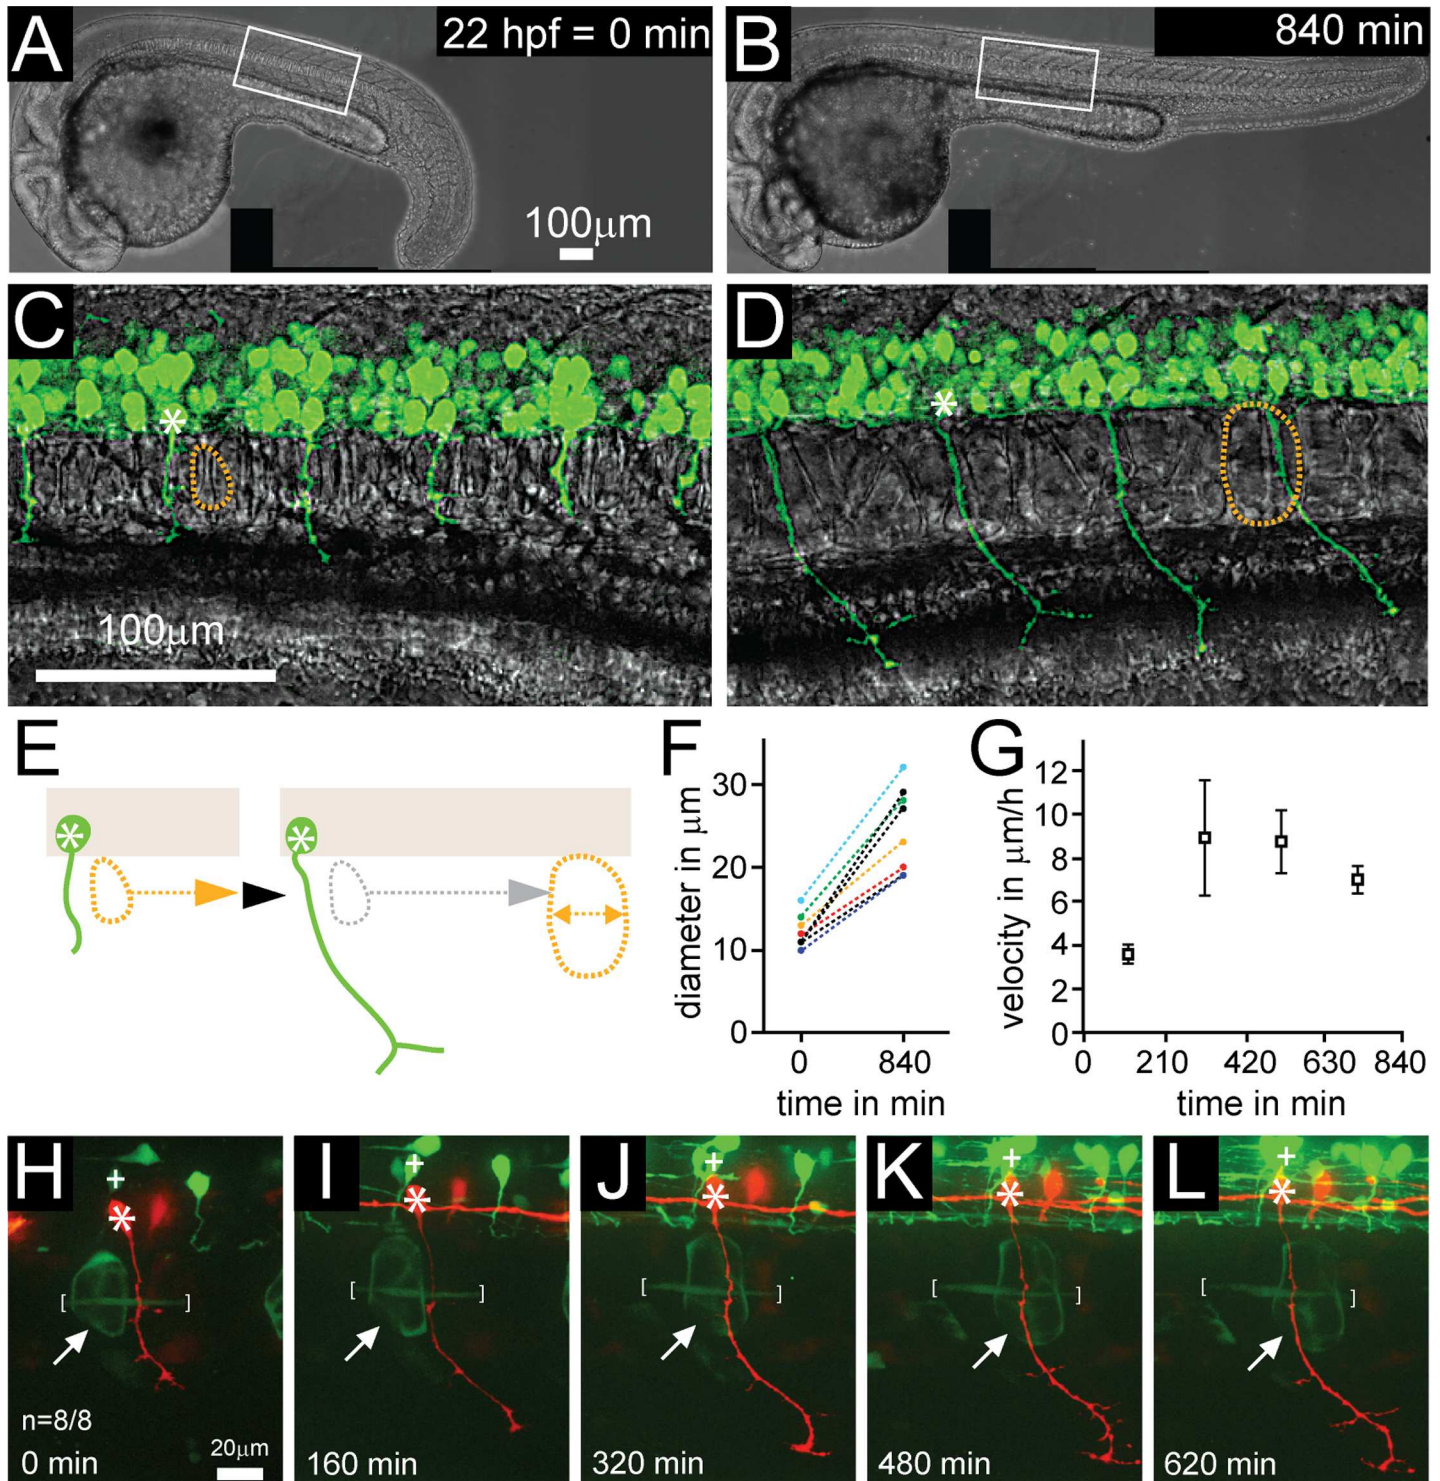 A
22 hpf = 0 min
100μm
B
840 min
C
*
100μm
D
*
E
*
*
F
diameter in μm
30
20
10
0
0 840
time in min
G
velocity in μm/h
12
10
8
6
4
2
0
0 210 420 630 840
time in min
H
+
*
[ ]
n=8/8
0 min
20μm
I
+
*
[ ]
160 min
J
+
*
[ ]
320 min
K
+
*
[ ]
480 min
L
+
*
[ ]
620 min